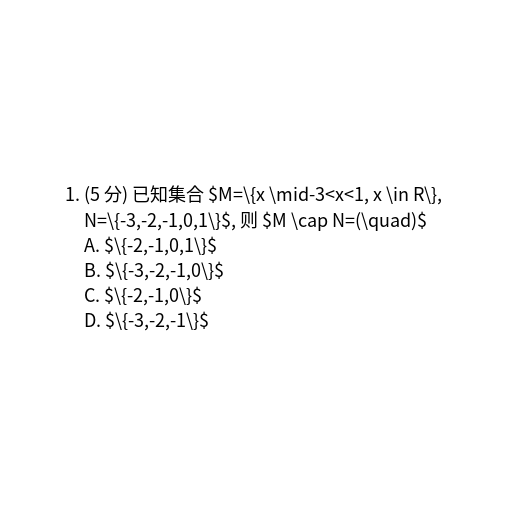 1. (5 分) 已知集合 $M=\{x \mid-3<x<1, x \in R\},
N=\{-3,-2,-1,0,1\}$, 则 $M \cap N=(\quad)$
A. $\{-2,-1,0,1\}$
B. $\{-3,-2,-1,0\}$
C. $\{-2,-1,0\}$
D. $\{-3,-2,-1\}$